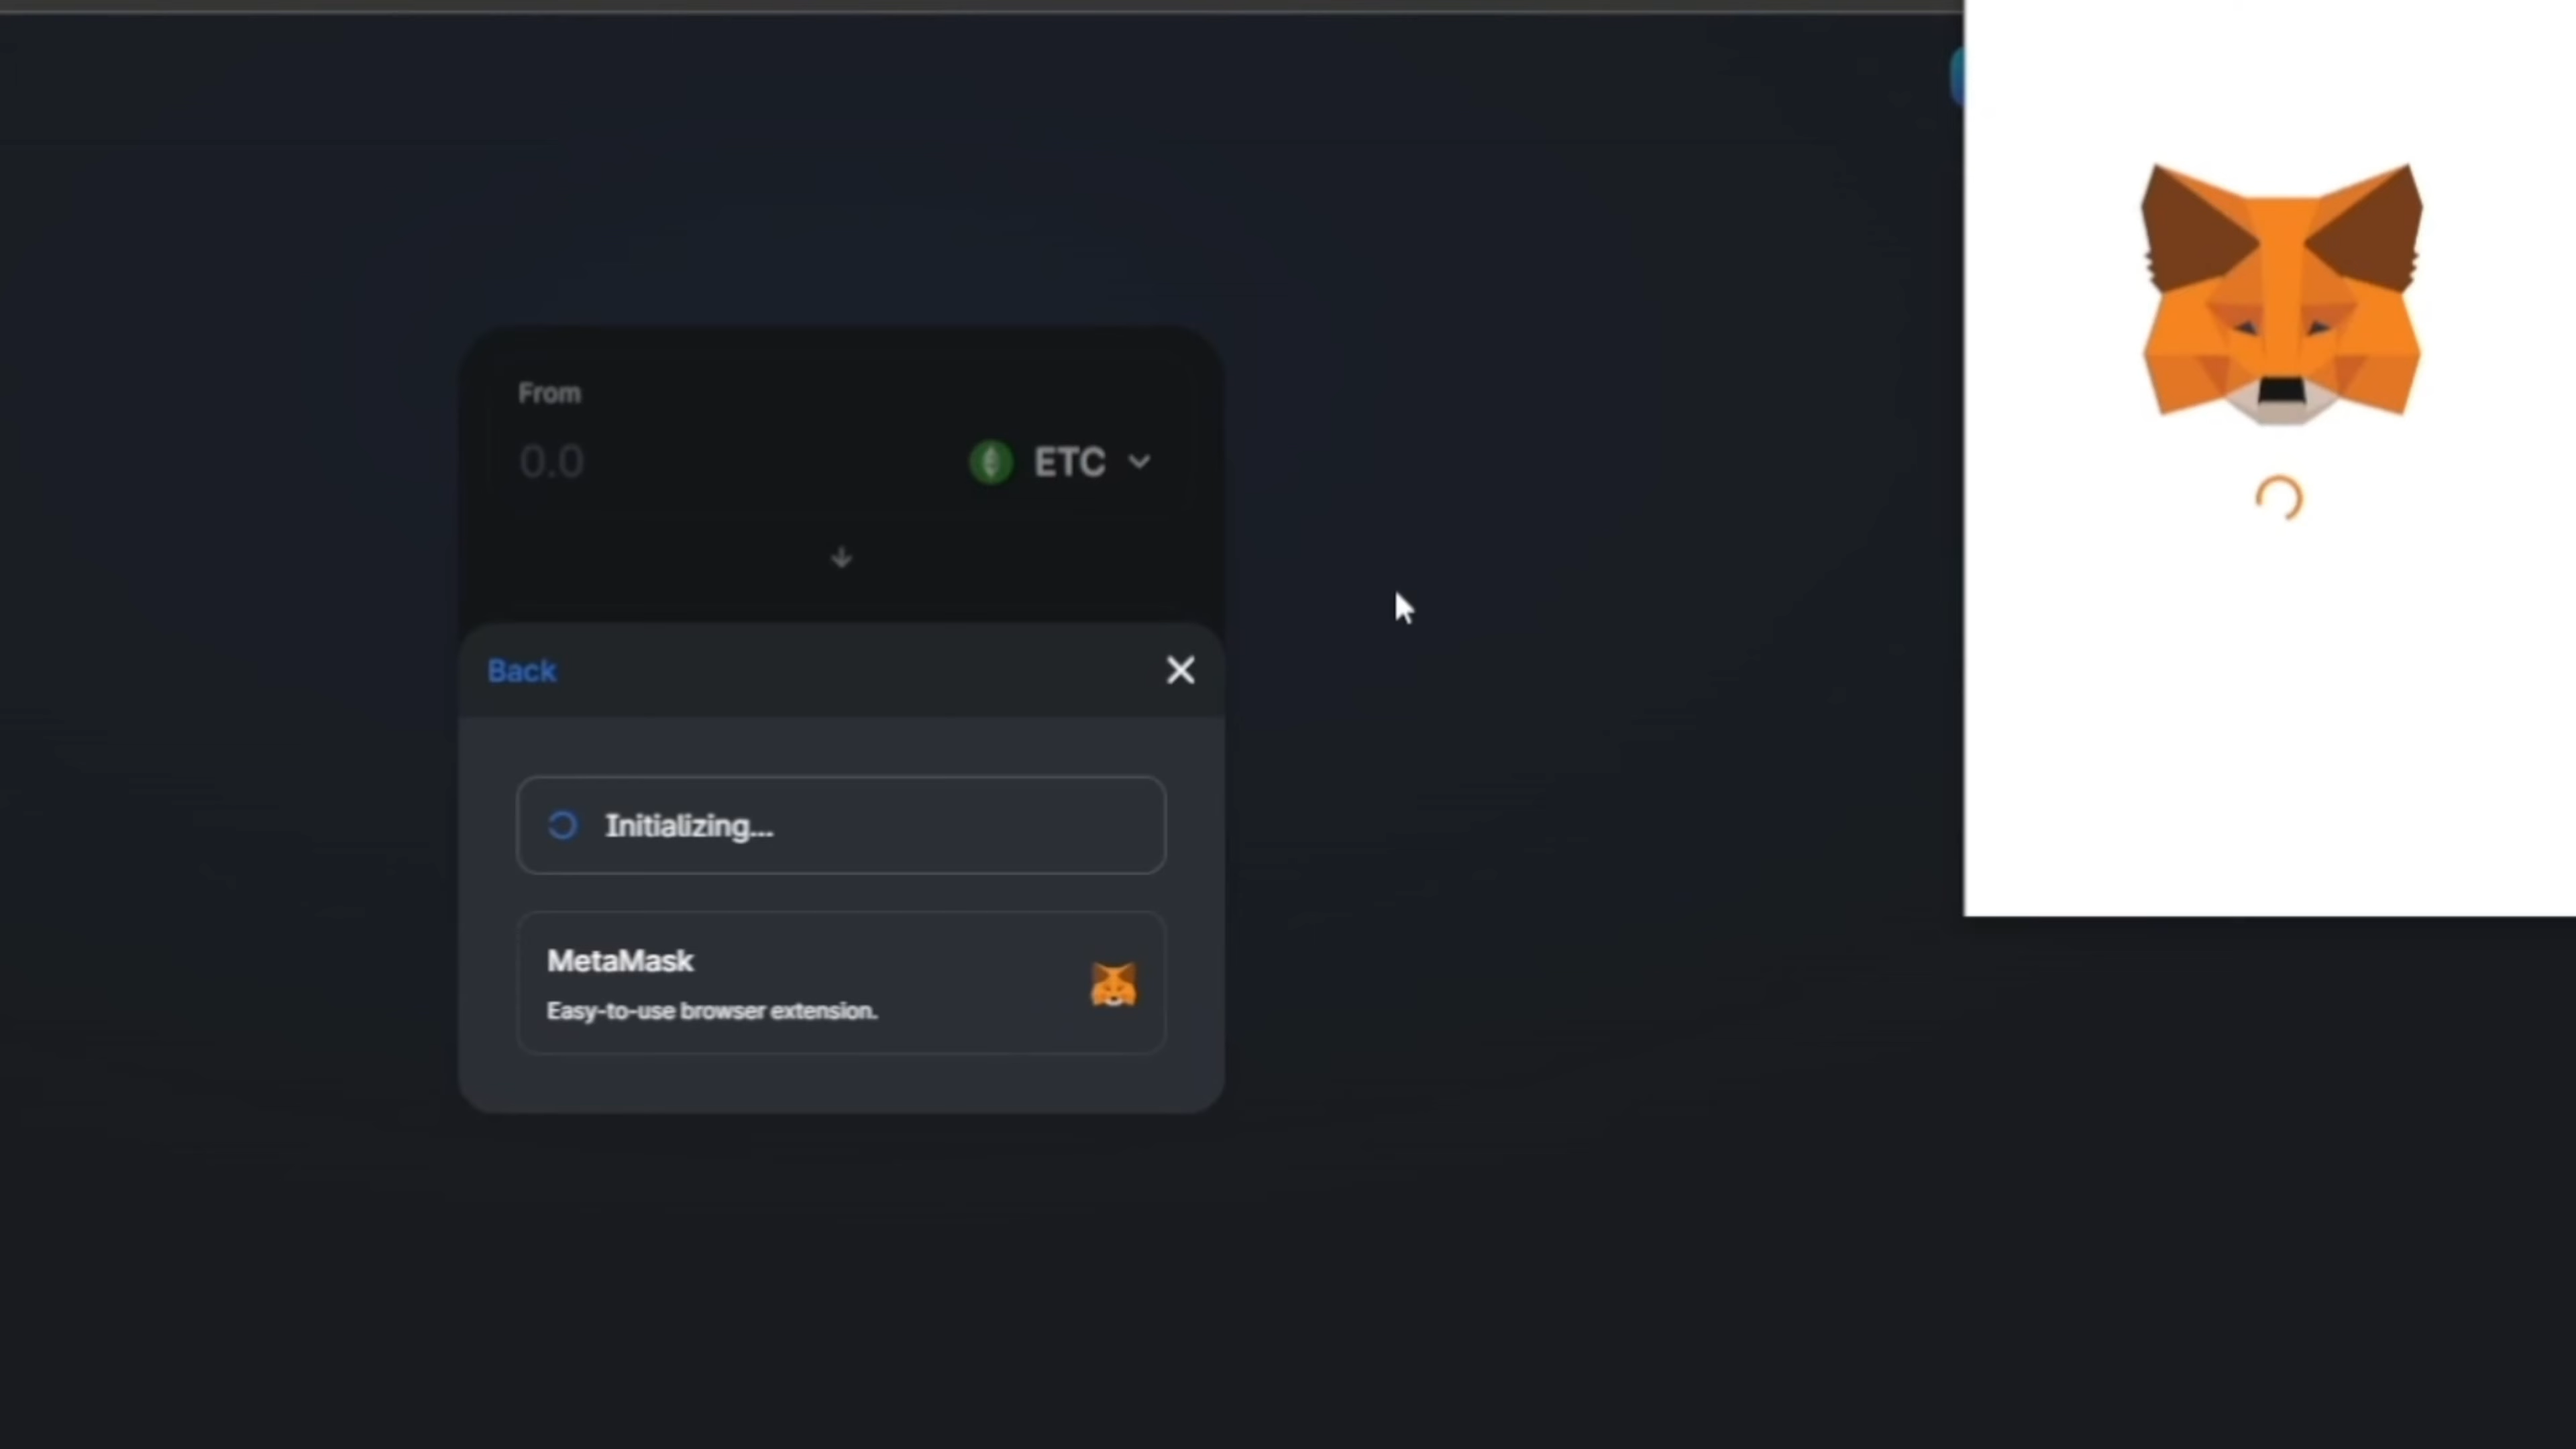 From
0.0
ETC
Back
Initializing...
MetaMask
Easy-to-use browser extension.